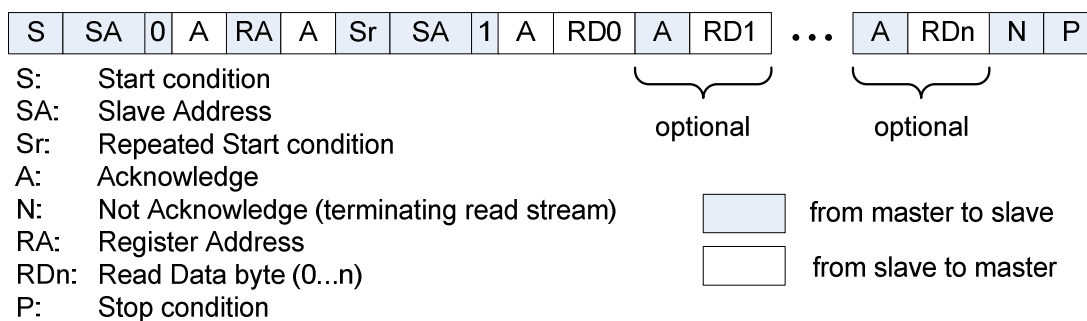 S SA 0 A RA A Sr SA 1 A RD0 A RD1 ... A RDn N P
optional optional
S: Start condition
SA: Slave Address
Sr: Repeated Start condition
A: Acknowledge
N: Not Acknowledge (terminating read stream)
RA: Register Address
RDn: Read Data byte (0...n)
P: Stop condition
from master to slave
from slave to master